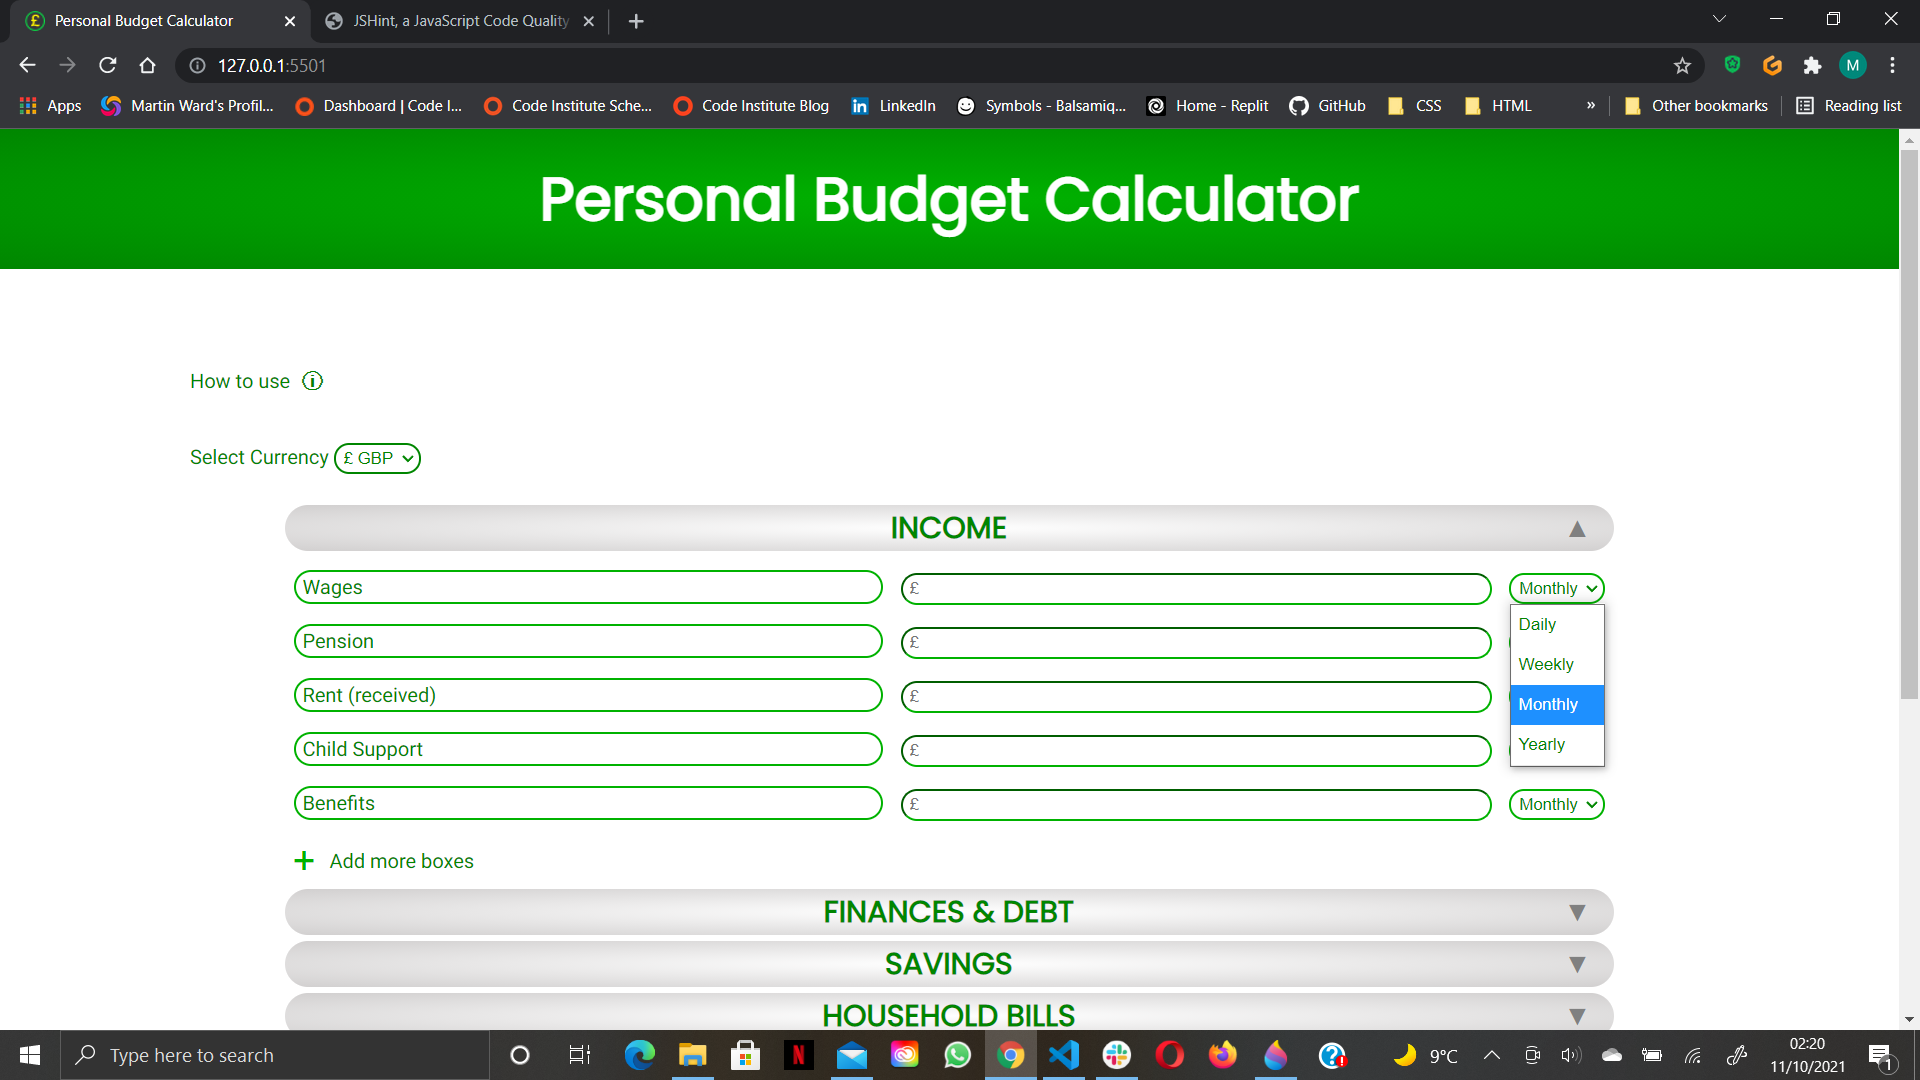 Personal Budget Calculator
JSHint, a JavaScript Code Quality
127.0.0.1:5501
M
Apps
Martin Ward's Profil...
Dashboard | Code I...
Code Institute Sche...
Code Institute Blog
LinkedIn
Symbols - Balsamiq...
Home - Replit
GitHub
CSS
HTML
»
Other bookmarks
Reading list
Personal Budget Calculator
How to use
Select Currency £ GBP
INCOME ▲
Wages £ Monthly
Daily
Pension £
Weekly
Rent (received) £ Monthly
Child Support £ Yearly
Benefits £ Monthly
+ Add more boxes
FINANCES & DEBT ▼
SAVINGS ▼
HOUSEHOLD BILLS ▼
Type here to search
9°C
02:20
11/10/2021
1